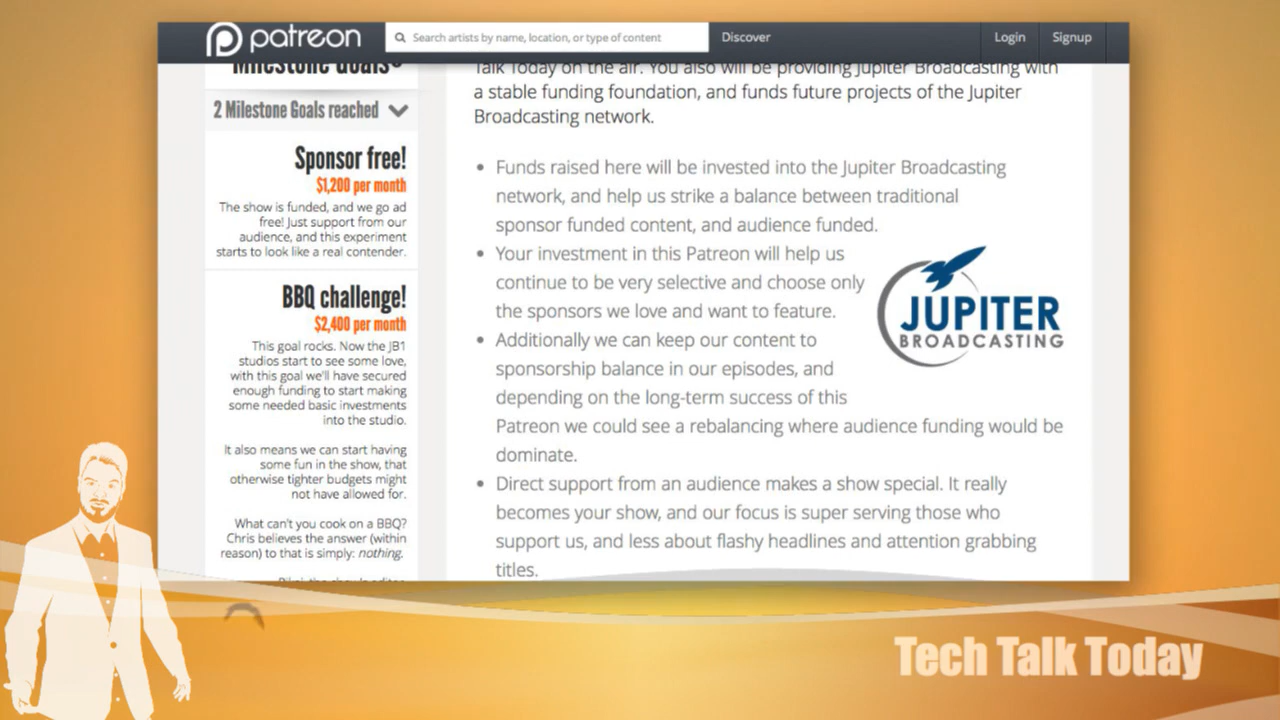 patreon
Search artists by name, location, or type of content
Discover
Login
Signup
Milestone Goals
2 Milestone Goals reached
Sponsor free!
$1,200 per month
The show is funded, and we go ad
free! Just support from our
audience, and this experiment
starts to look like a real contender.
BBQ challenge!
$2,400 per month
This goal rocks. Now the JB1
studios start to see some love,
with this goal we'll have secured
enough funding to start making
some needed basic investments
into the studio.
It also means we can start having
some fun in the show, that
otherwise tighter budgets might
not have allowed for.
What can't you cook on a BBQ?
Chris believes the answer (within
reason) to that is simply: nothing.
Talk Today on the air. You also will be providing Jupiter Broadcasting with
a stable funding foundation, and funds future projects of the Jupiter
Broadcasting network.
• Funds raised here will be invested into the Jupiter Broadcasting
network, and help us strike a balance between traditional
sponsor funded content, and audience funded.
• Your investment in this Patreon will help us
continue to be very selective and choose only
the sponsors we love and want to feature.
• Additionally we can keep our content to
sponsorship balance in our episodes, and
depending on the long-term success of this
Patreon we could see a rebalancing where audience funding would be
dominate.
• Direct support from an audience makes a show special. It really
becomes your show, and our focus is super serving those who
support us, and less about flashy headlines and attention grabbing
titles.
JUPITER
BROADCASTING
Tech Talk Today